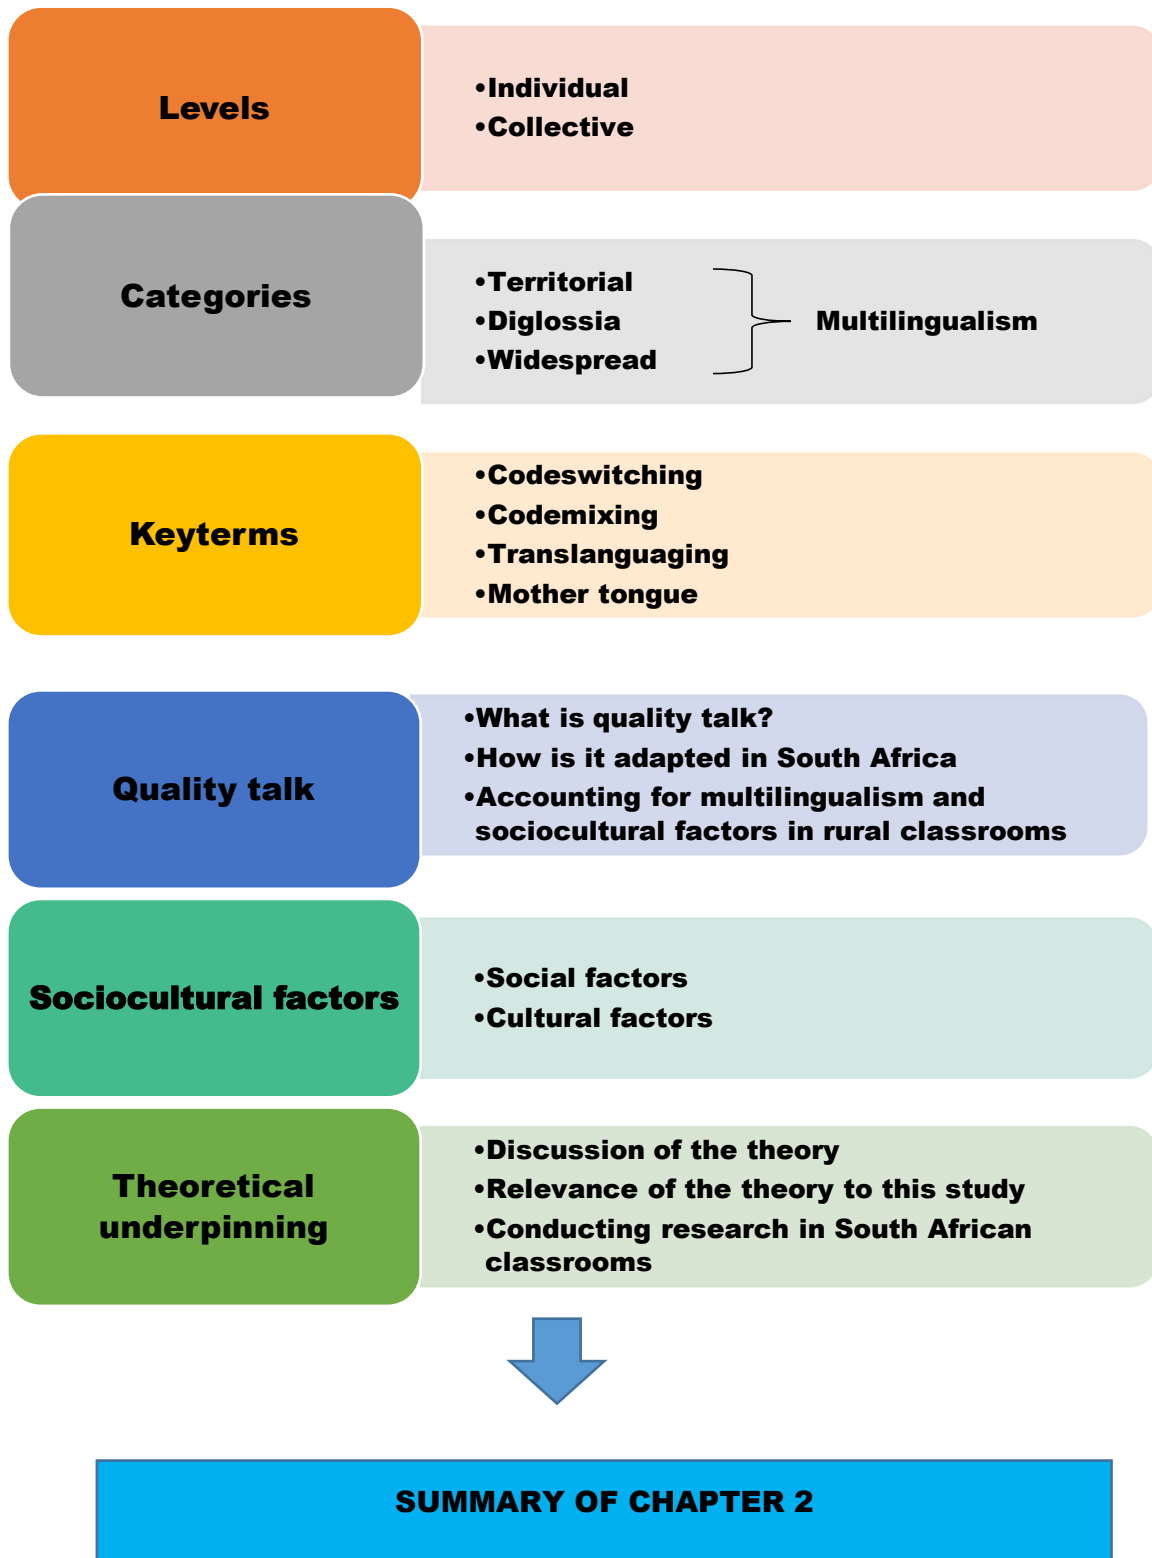 Levels
•Individual
•Collective
Categories
•Territorial
•Diglossia
•Widespread
Multilingualism
Keyterms
•Codeswitching
•Codemixing
•Translanguaging
•Mother tongue
Quality talk
•What is quality talk?
•How is it adapted in South Africa
•Accounting for multilingualism and
sociocultural factors in rural classrooms
Sociocultural factors
•Social factors
•Cultural factors
Theoretical
underpinning
•Discussion of the theory
•Relevance of the theory to this study
•Conducting research in South African
classrooms
SUMMARY OF CHAPTER 2